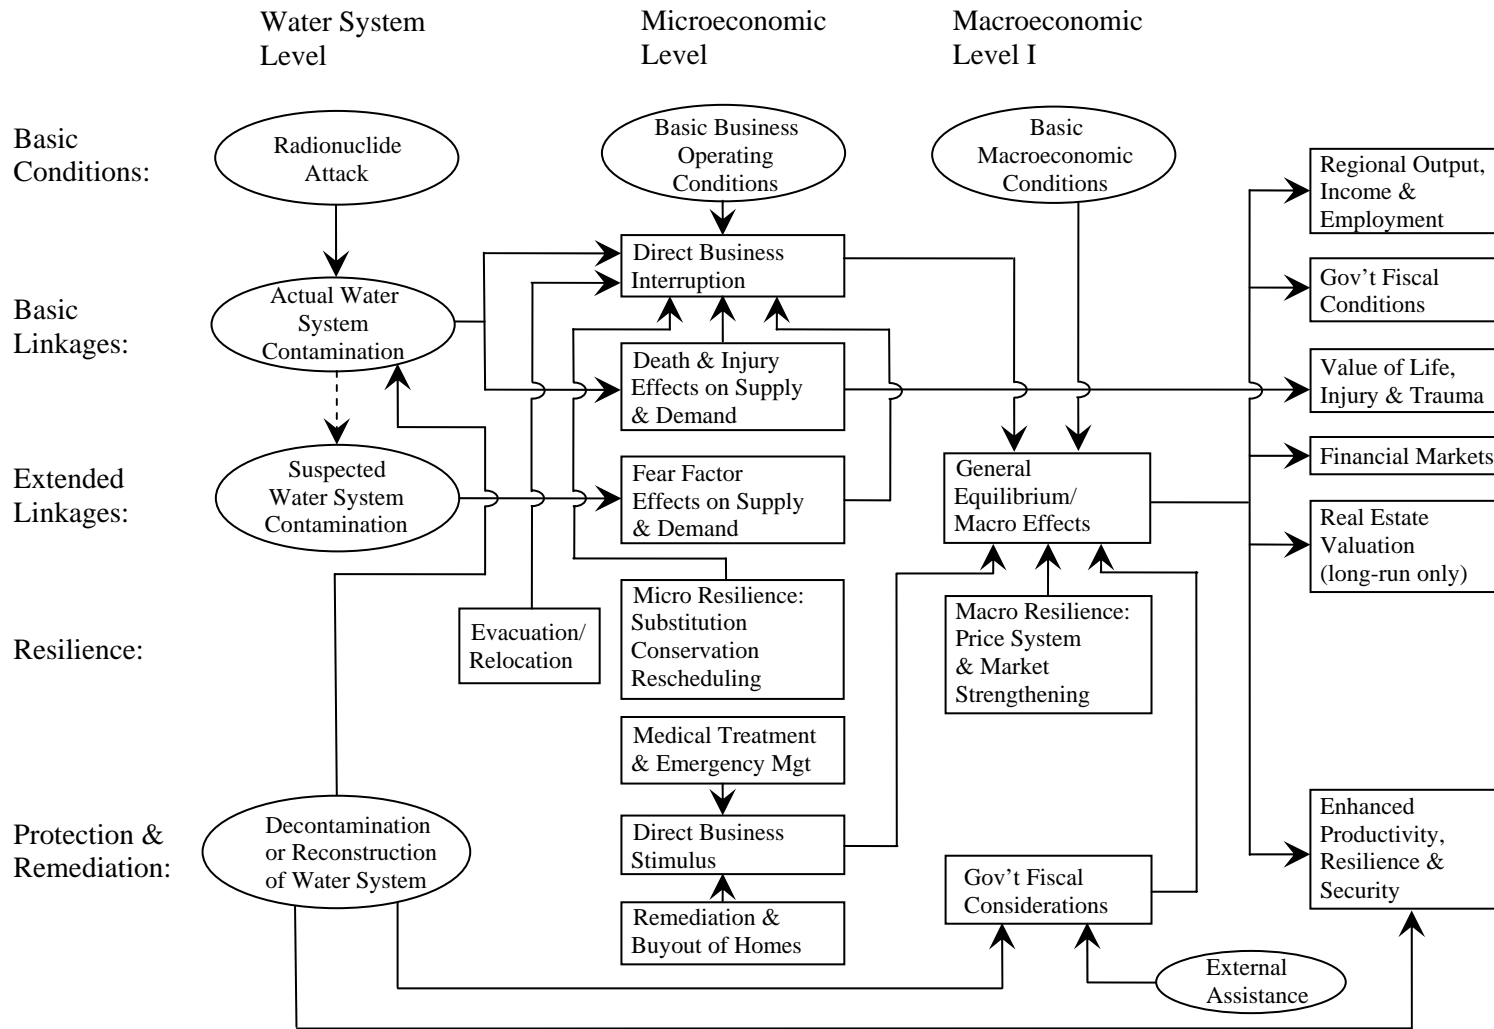 Water System
Level
Microeconomic
Level
Macroeconomic
Level I
Basic
Conditions:
Radionuclide
Attack
Basic Business
Operating
Conditions
Basic
Macroeconomic
Conditions
Regional Output,
Income &
Employment
Basic
Linkages:
Actual Water
System
Contamination
Direct Business
Interruption
Gov't Fiscal
Conditions
Death & Injury
Effects on Supply
& Demand
Value of Life,
Injury & Trauma
Extended
Linkages:
Suspected
Water System
Contamination
Fear Factor
Effects on Supply
& Demand
General
Equilibrium/
Macro Effects
Financial Markets
Real Estate
Valuation
(long-run only)
Resilience:
Evacuation/
Relocation
Micro Resilience:
Substitution
Conservation
Rescheduling
Macro Resilience:
Price System
& Market
Strengthening
Medical Treatment
& Emergency Mgt
Protection &
Remediation:
Decontamination
or Reconstruction
of Water System
Direct Business
Stimulus
Gov't Fiscal
Considerations
Enhanced
Productivity,
Resilience &
Security
Remediation &
Buyout of Homes
External
Assistance